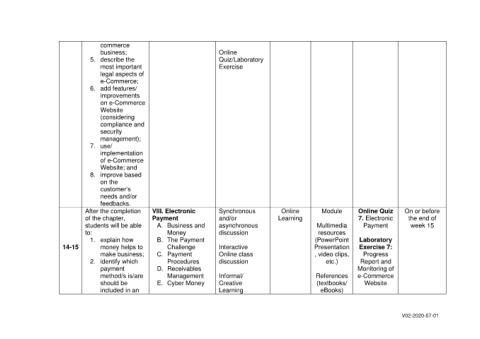 commerce
business;
5. describe the
most important
legal aspects of
e-Commerce;
6. add features/
improvements
on e-Commerce
Website
(considering
compliance and
security
management);
7. use/
implementation
of e-Commerce
Website; and
8. improve based
on the
customer's
needs and/or
feedbacks.
Online
Quiz/Laboratory
Exercise
14-15
After the completion
of the chapter,
students will be able
to:
1. explain how
money helps to
make business;
2. identify which
payment
method/s is/are
should be
included in an
VIII. Electronic
Payment
A. Business and
Money
B. The Payment
Challenge
C. Payment
Procedures
D. Receivables
Management
E. Cyber Money
Synchronous
and/or
asynchronous
discussion
Interactive
Online class
discussion
Informal/
Creative
Learning
Online
Learning
Module
Multimedia
resources
(PowerPoint
Presentation
, video clips,
etc.)
References
(textbooks/
eBooks)
Online Quiz
7. Electronic
Payment
Laboratory
Exercise 7:
Progress
Report and
Monitoring of
e-Commerce
Website
On or before
the end of
week 15
V02-2020-07-01